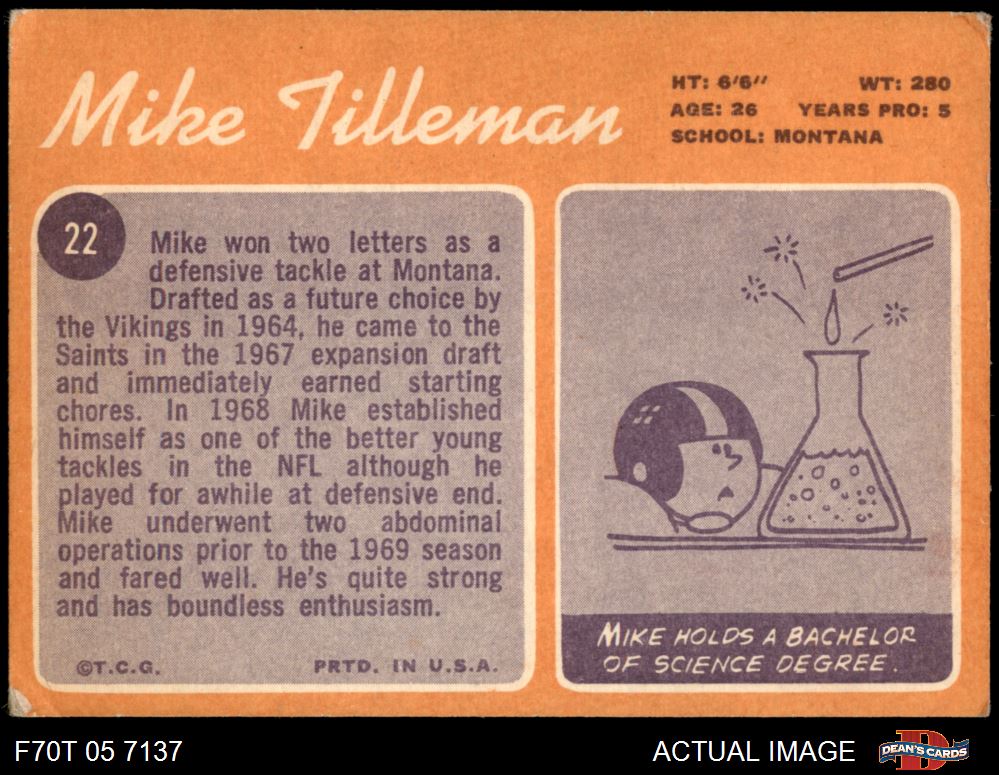 Mike Tilleman
HT: 6'6'' WT: 280
AGE: 26 YEARS PRO: 5
SCHOOL: MONTANA
22
Mike won two letters as a
defensive tackle at Montana.
Drafted as a future choice by
the Vikings in 1964, he came to the
Saints in the 1967 expansion draft
and immediately earned starting
chores. In 1968 Mike established
himself as one of the better young
tackles in the NFL although he
played for awhile at defensive end.
Mike underwent two abdominal
operations prior to the 1969 season
and fared well. He's quite strong
and has boundless enthusiasm.
©T.C.G. PRTD. IN U.S.A.
MIKE HOLDS A BACHELOR
OF SCIENCE DEGREE.
F70T 05 7137
ACTUAL IMAGE
DEAN'S CARDS